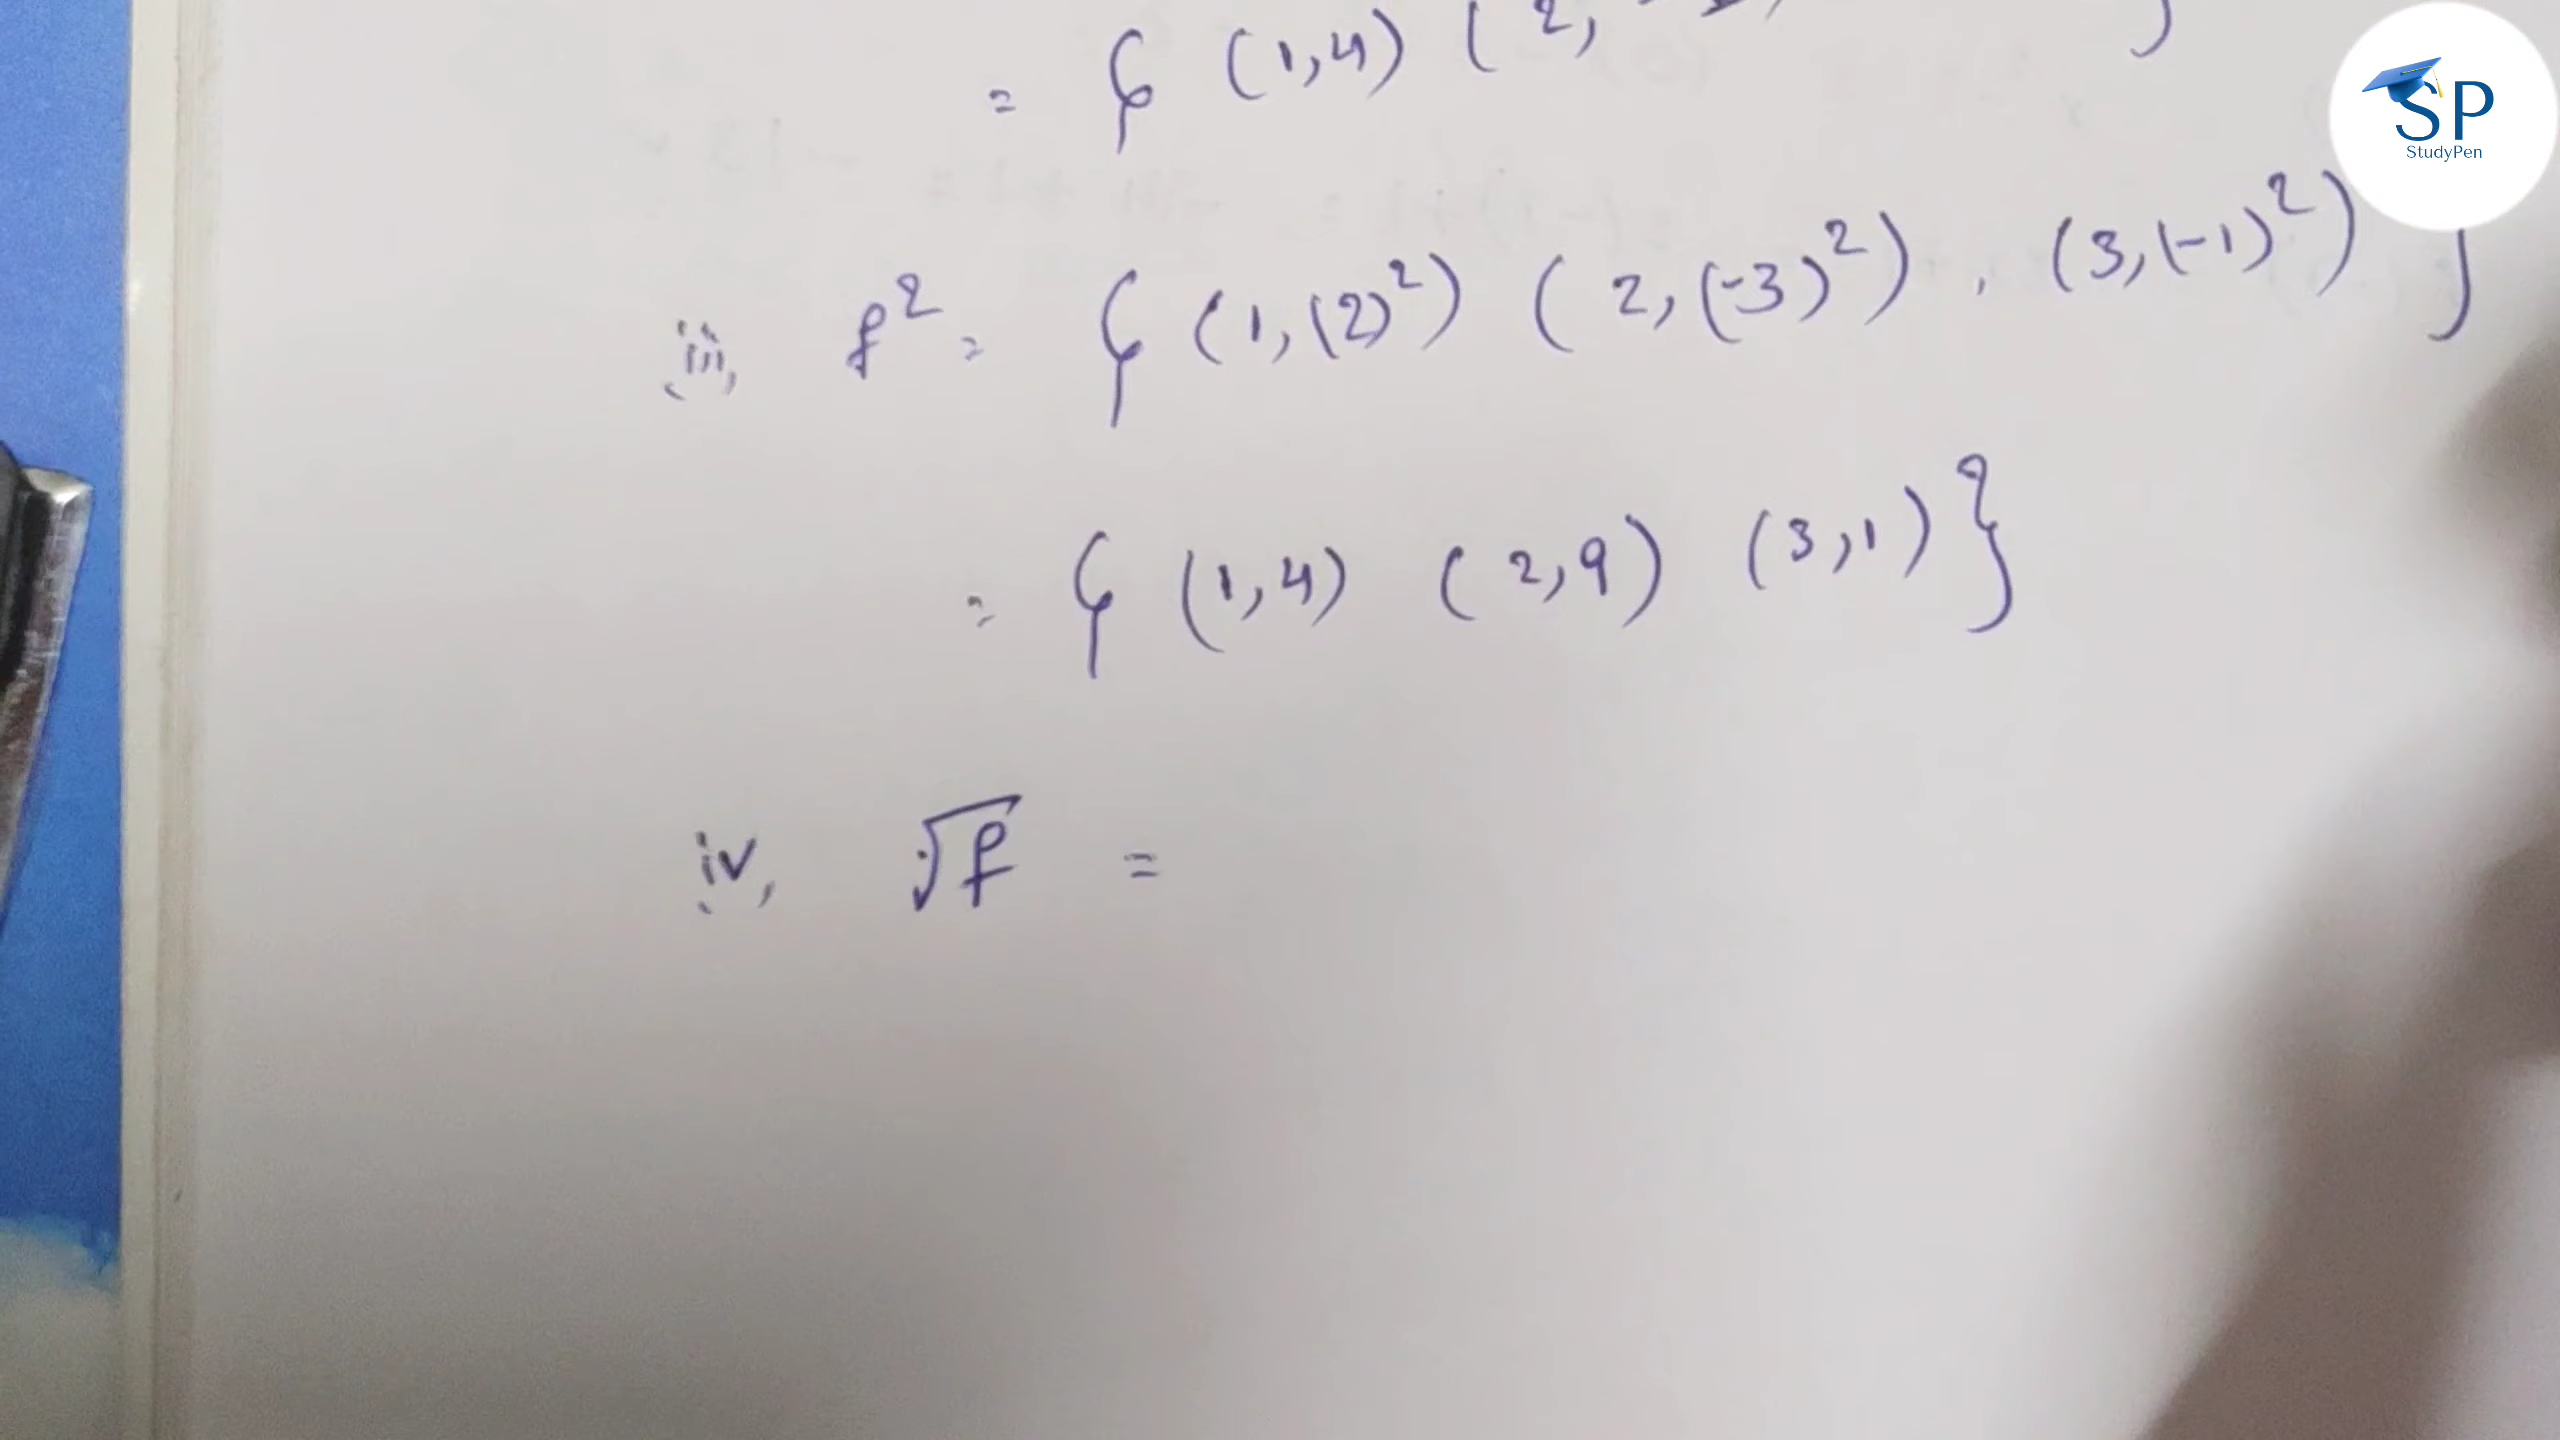 = { (1,4) (2,
SP
StudyPen
iii, f² = { (1,(2)²) (2,(-3)²), (3,(-1)²) }
= { (1,4) (2,9) (3,1) }
iv, √f =